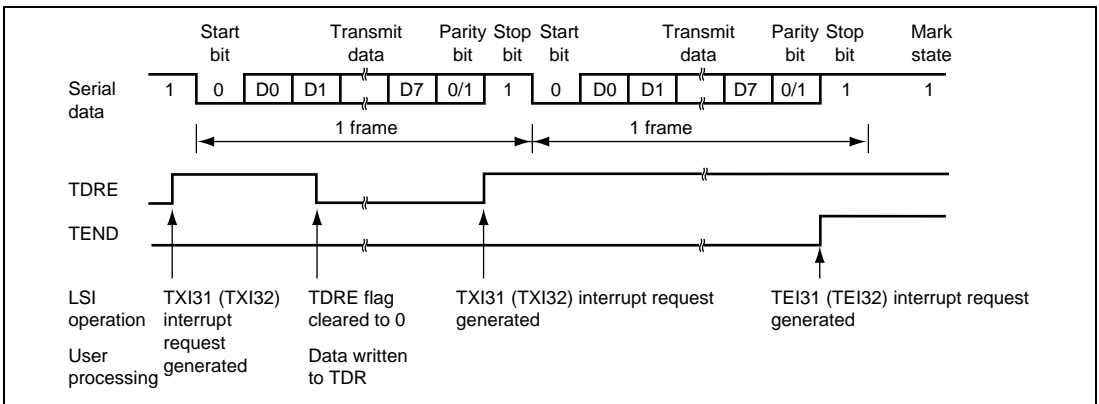 Start bit Transmit data Parity bit Stop bit Start bit Transmit data Parity bit Stop bit Mark state
Serial data 1 0 D0 D1 D7 0/1 1 0 D0 D1 D7 0/1 1 1
1 frame 1 frame
TDRE
TEND
LSI operation
TXI31 (TXI32) interrupt request generated
TDRE flag cleared to 0
TXI31 (TXI32) interrupt request generated
TEI31 (TEI32) interrupt request generated
User processing
Data written to TDR